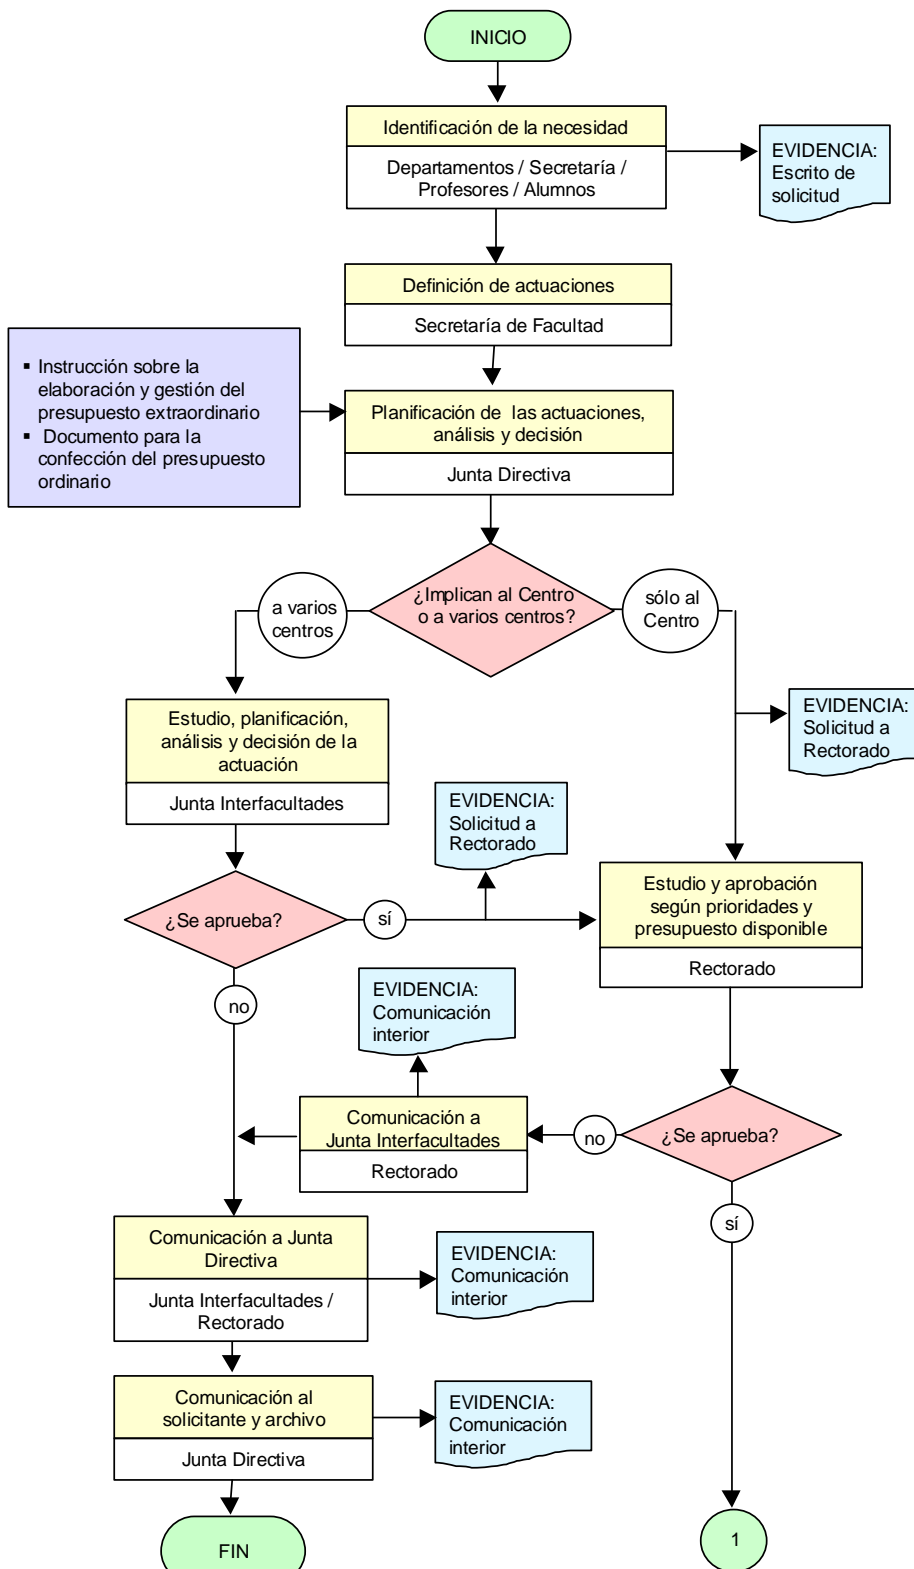 INICIO
Identificación de la necesidad
Departamentos / Secretaría /
Profesores / Alumnos
EVIDENCIA:
Escrito de
solicitud
Definición de actuaciones
Secretaría de Facultad
▪ Instrucción sobre la
elaboración y gestión del
presupuesto extraordinario
▪ Documento para la
confección del presupuesto
ordinario
Planificación de las actuaciones,
análisis y decisión
Junta Directiva
¿Implican al Centro
o a varios centros?
a varios
centros
sólo al
Centro
EVIDENCIA:
Solicitud a
Rectorado
Estudio, planificación,
análisis y decisión de la
actuación
Junta Interfacultades
EVIDENCIA:
Solicitud a
Rectorado
Estudio y aprobación
según prioridades y
presupuesto disponible
Rectorado
¿Se aprueba?
sí
no
EVIDENCIA:
Comunicación
interior
Comunicación a
Junta Interfacultades
Rectorado
no
¿Se aprueba?
sí
Comunicación a Junta
Directiva
Junta Interfacultades /
Rectorado
EVIDENCIA:
Comunicación
interior
Comunicación al
solicitante y archivo
Junta Directiva
EVIDENCIA:
Comunicación
interior
FIN
1